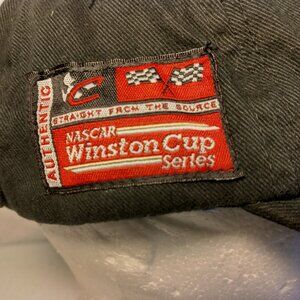 AUTHENTIC
STRAIGHT FROM THE SOURCE
NASCAR
Winston Cup
Series